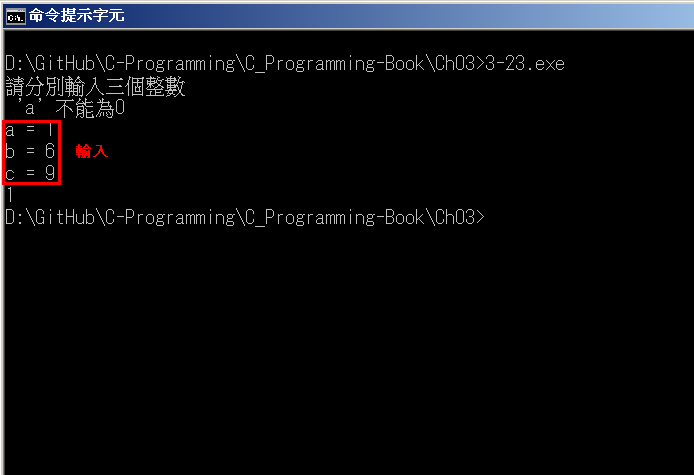 命令提示字元
D:\GitHub\C-Programming\C_Programming-Book\Ch03>3-23.exe
請分別輸入三個整數
'a' 不能為0
a = 1
b = 6 輸入
c = 9
1
D:\GitHub\C-Programming\C_Programming-Book\Ch03>